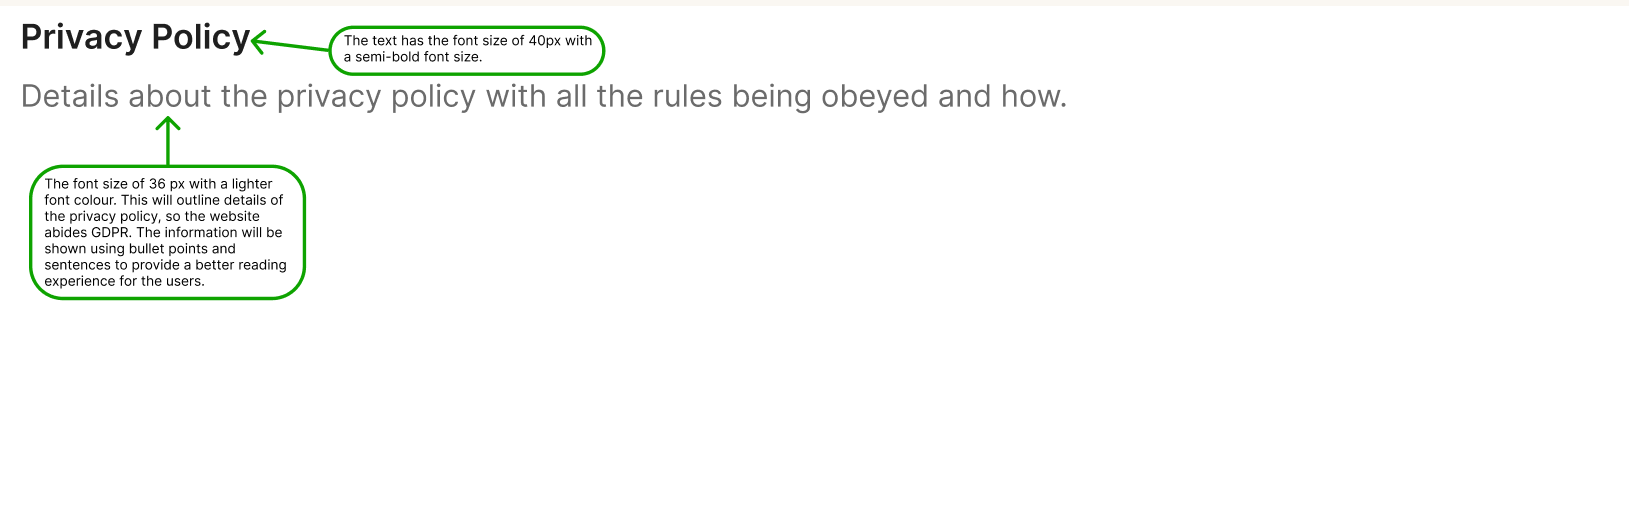 Privacy Policy
The text has the font size of 40px with
a semi-bold font size.
Details about the privacy policy with all the rules being obeyed and how.
The font size of 36 px with a lighter
font colour. This will outline details of
the privacy policy, so the website
abides GDPR. The information will be
shown using bullet points and
sentences to provide a better reading
experience for the users.